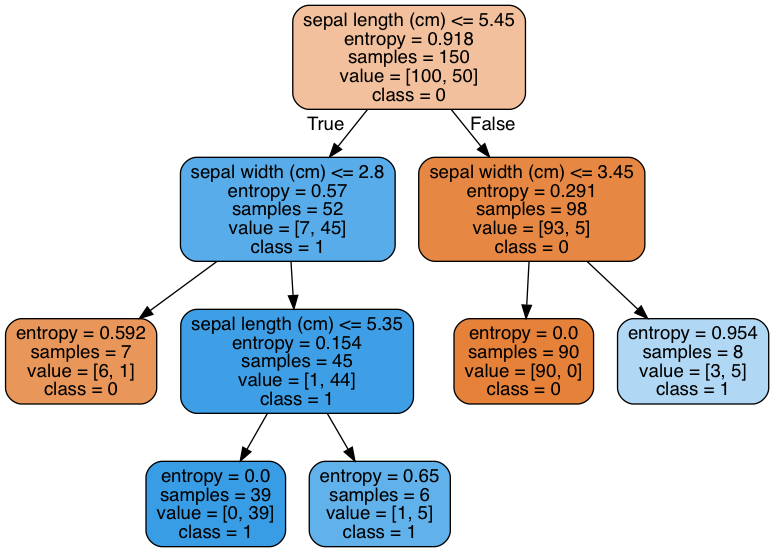 sepal length (cm) <= 5.45
entropy = 0.918
samples = 150
value = [100, 50]
class = 0
True
False
sepal width (cm) <= 2.8
entropy = 0.57
samples = 52
value = [7, 45]
class = 1
sepal width (cm) <= 3.45
entropy = 0.291
samples = 98
value = [93, 5]
class = 0
entropy = 0.592
samples = 7
value = [6, 1]
class = 0
sepal length (cm) <= 5.35
entropy = 0.154
samples = 45
value = [1, 44]
class = 1
entropy = 0.0
samples = 90
value = [90, 0]
class = 0
entropy = 0.954
samples = 8
value = [3, 5]
class = 1
entropy = 0.0
samples = 39
value = [0, 39]
class = 1
entropy = 0.65
samples = 6
value = [1, 5]
class = 1